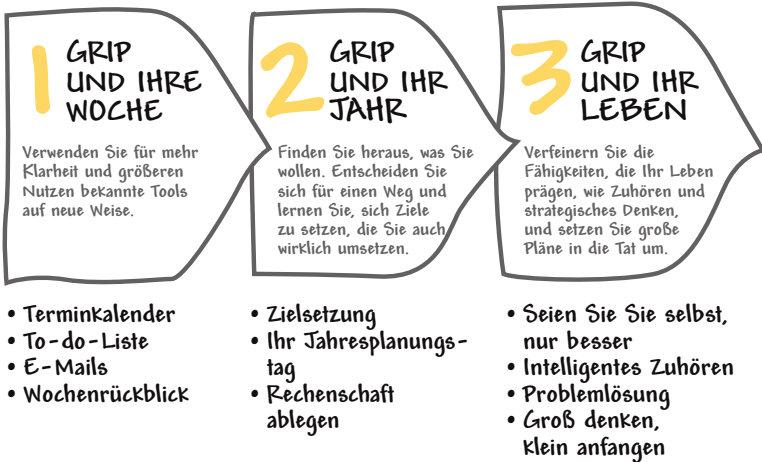 1
GRIP
UND IHRE
WOCHE
Verwenden Sie für mehr
Klarheit und größeren
Nutzen bekannte Tools
auf neue Weise.
• Terminkalender
• To-do-Liste
• E-Mails
• Wochenrückblick
2
GRIP
UND IHR
JAHR
Finden Sie heraus, was Sie
wollen. Entscheiden Sie
sich für einen Weg und
lernen Sie, sich Ziele
zu setzen, die Sie auch
wirklich umsetzen.
• Zielsetzung
• Ihr Jahresplanungs-
tag
• Rechenschaft
ablegen
3
GRIP
UND IHR
LEBEN
Verfeinern Sie die
Fähigkeiten, die Ihr Leben
prägen, wie Zuhören und
strategisches Denken,
und setzen Sie große
Pläne in die Tat um.
• Seien Sie Sie selbst,
nur besser
• Intelligentes Zuhören
• Problemlösung
• Groß denken,
klein anfangen